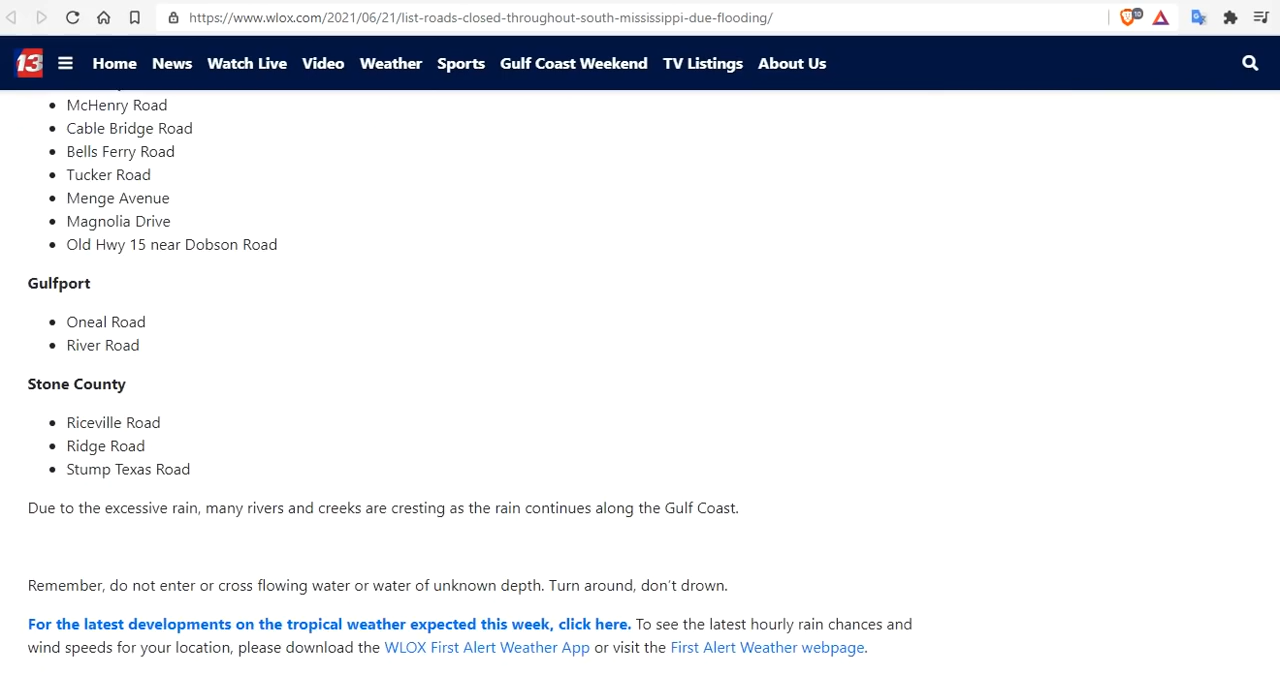 https://www.wlox.com/2021/06/21/list-roads-closed-throughout-south-mississippi-due-flooding/
10
13 Home News Watch Live Video Weather Sports Gulf Coast Weekend TV Listings About Us
McHenry Road
Cable Bridge Road
Bells Ferry Road
Tucker Road
Menge Avenue
Magnolia Drive
Old Hwy 15 near Dobson Road
Gulfport
Oneal Road
River Road
Stone County
Riceville Road
Ridge Road
Stump Texas Road
Due to the excessive rain, many rivers and creeks are cresting as the rain continues along the Gulf Coast.
Remember, do not enter or cross flowing water or water of unknown depth. Turn around, don't drown.
For the latest developments on the tropical weather expected this week, click here. To see the latest hourly rain chances and
wind speeds for your location, please download the WLOX First Alert Weather App or visit the First Alert Weather webpage.